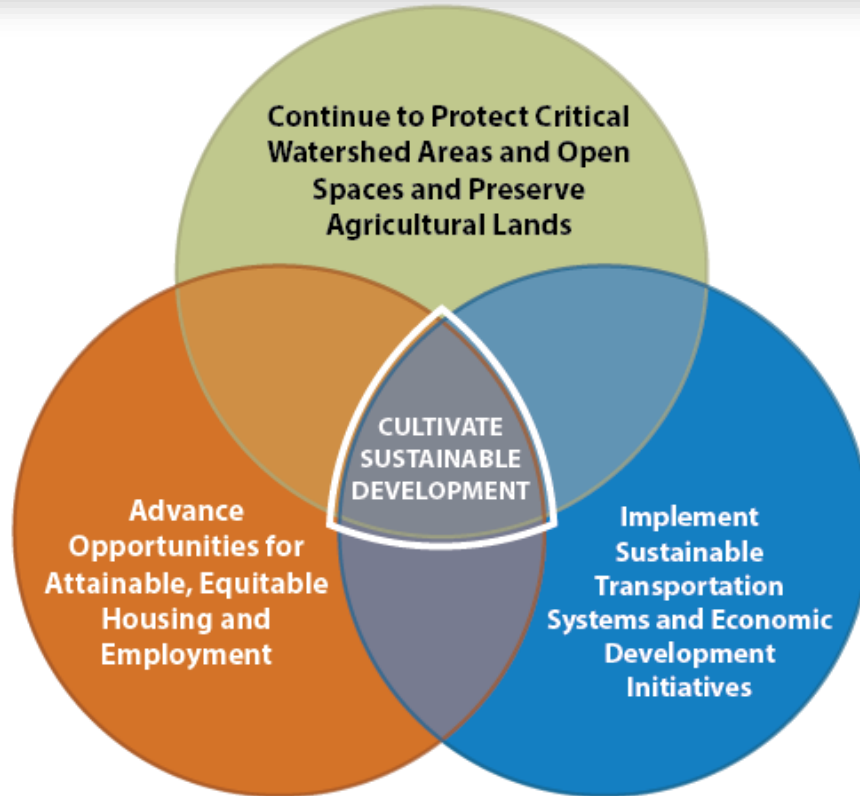 Continue to Protect Critical
Watershed Areas and Open
Spaces and Preserve
Agricultural Lands
CULTIVATE
SUSTAINABLE
DEVELOPMENT
Advance
Opportunities for
Attainable, Equitable
Housing and
Employment
Implement
Sustainable
Transportation
Systems and Economic
Development
Initiatives